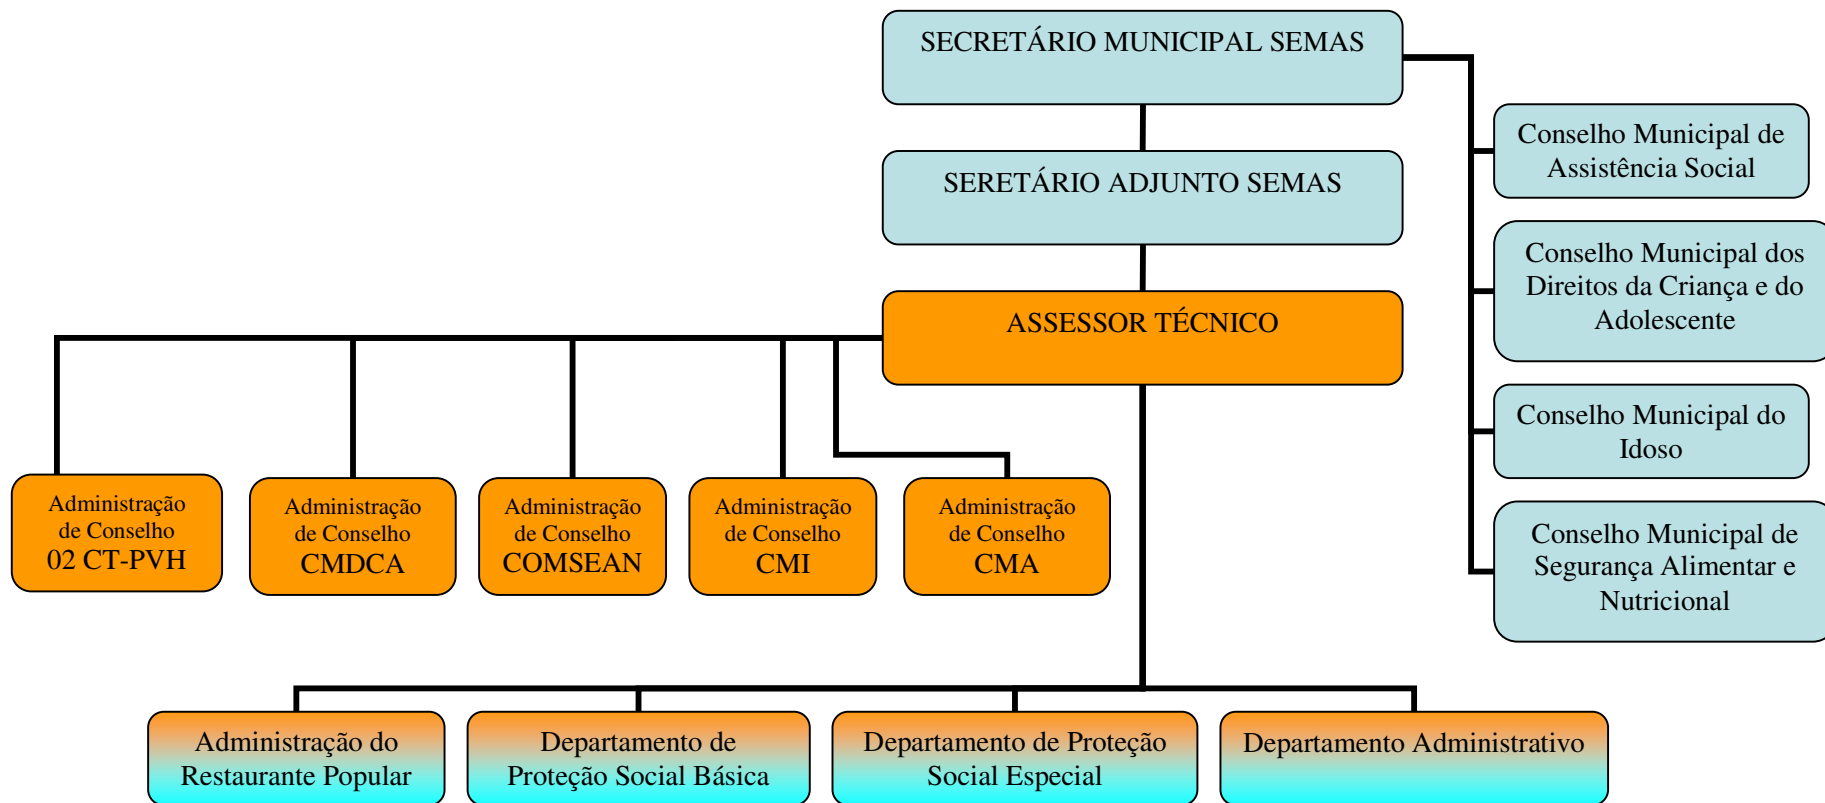 SECRETÁRIO MUNICIPAL SEMAS
SERETÁRIO ADJUNTO SEMAS
ASSESSOR TÉCNICO
Conselho Municipal de
Assistência Social
Conselho Municipal dos
Direitos da Criança e do
Adolescente
Conselho Municipal do
Idoso
Conselho Municipal de
Segurança Alimentar e
Nutricional
Administração
de Conselho
02 CT-PVH
Administração
de Conselho
CMDCA
Administração
de Conselho
COMSEAN
Administração
de Conselho
CMI
Administração
de Conselho
CMA
Administração do
Restaurante Popular
Departamento de
Proteção Social Básica
Departamento de Proteção
Social Especial
Departamento Administrativo